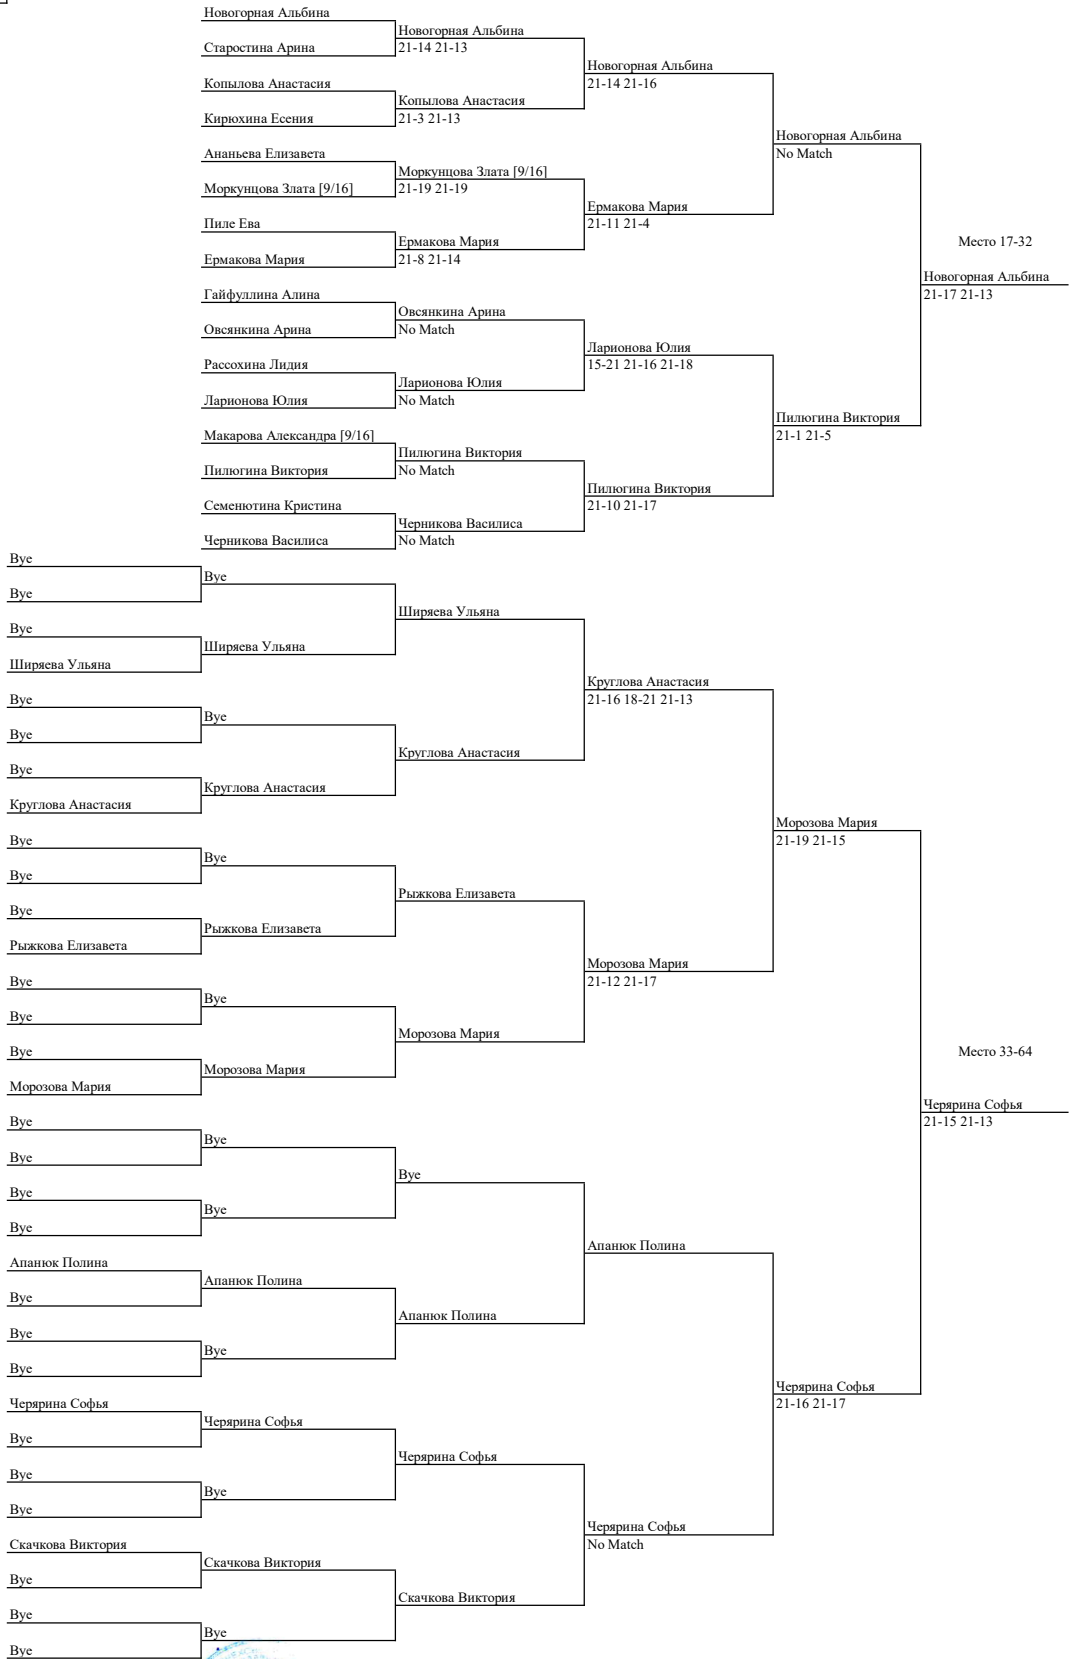 Новогорная Альбина
Новогорная Альбина
Старостина Арина
21-14 21-13
Новогорная Альбина
Копылова Анастасия
21-14 21-16
Копылова Анастасия
Кирюхина Есения
21-3 21-13
Новогорная Альбина
Ананьева Елизавета
No Match
Моркунцова Злата [9/16]
Моркунцова Злата [9/16]
21-19 21-19
Ермакова Мария
Пиле Ева
21-11 21-4
Ермакова Мария
Место 17-32
Ермакова Мария
21-8 21-14
Новогорная Альбина
Гайфуллина Алина
21-17 21-13
Овсянкина Арина
Овсянкина Арина
No Match
Ларионова Юлия
Рассохина Лидия
15-21 21-16 21-18
Ларионова Юлия
Ларионова Юлия
No Match
Пилюгина Виктория
Макарова Александра [9/16]
21-1 21-5
Пилюгина Виктория
Пилюгина Виктория
No Match
Пилюгина Виктория
Семенютина Кристина
21-10 21-17
Черникова Василиса
Черникова Василиса
No Match
Bye
Bye
Bye
Ширяева Ульяна
Bye
Ширяева Ульяна
Ширяева Ульяна
Круглова Анастасия
Bye
21-16 18-21 21-13
Bye
Bye
Круглова Анастасия
Bye
Круглова Анастасия
Круглова Анастасия
Морозова Мария
Bye
21-19 21-15
Bye
Bye
Рыжкова Елизавета
Bye
Рыжкова Елизавета
Рыжкова Елизавета
Морозова Мария
Bye
21-12 21-17
Bye
Bye
Морозова Мария
Bye
Место 33-64
Морозова Мария
Морозова Мария
Черярина Софья
Bye
21-15 21-13
Bye
Bye
Bye
Bye
Bye
Bye
Апанюк Полина
Апанюк Полина
Апанюк Полина
Bye
Апанюк Полина
Bye
Bye
Bye
Черярина Софья
Черярина Софья
21-16 21-17
Черярина Софья
Bye
Черярина Софья
Bye
Bye
Bye
Черярина Софья
Скачкова Виктория
No Match
Скачкова Виктория
Bye
Скачкова Виктория
Bye
Bye
Bye